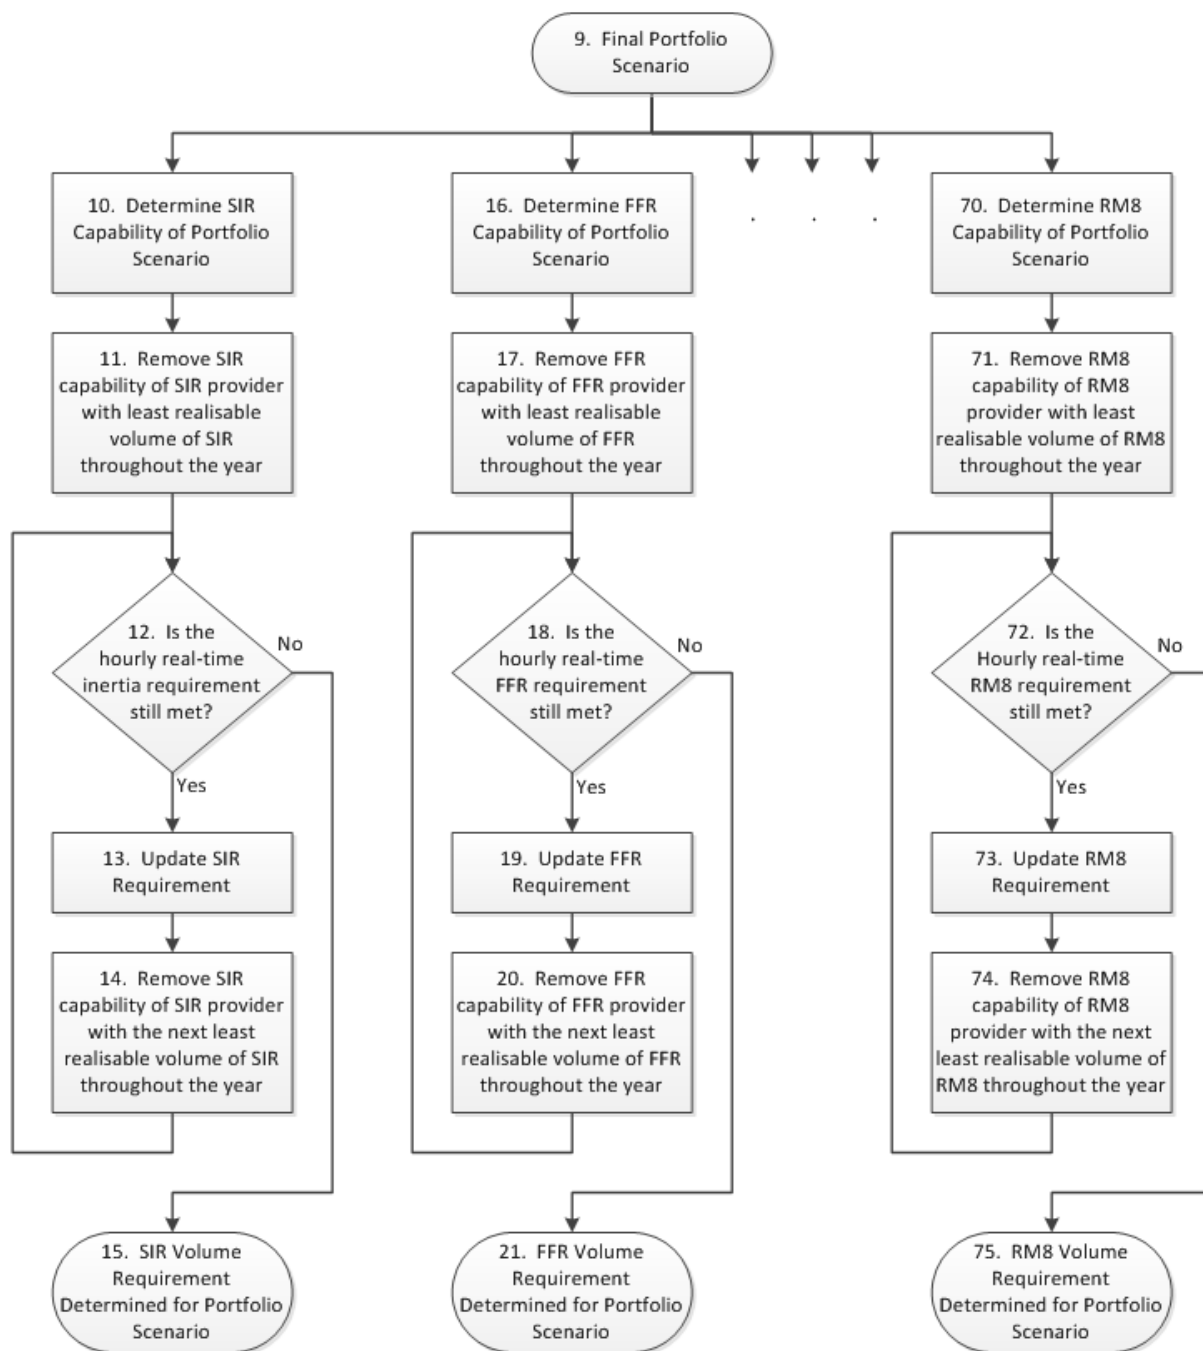 9. Final Portfolio
Scenario
10. Determine SIR
Capability of Portfolio
Scenario
16. Determine FFR
Capability of Portfolio
Scenario
. . .
70. Determine RM8
Capability of Portfolio
Scenario
11. Remove SIR
capability of SIR provider
with least realisable
volume of SIR
throughout the year
17. Remove FFR
capability of FFR provider
with least realisable
volume of FFR
throughout the year
71. Remove RM8
capability of RM8
provider with least
realisable volume of RM8
throughout the year
12. Is the
hourly real-time
inertia requirement
still met?
No
Yes
18. Is the
hourly real-time
FFR requirement
still met?
No
Yes
72. Is the
Hourly real-time
RM8 requirement
still met?
No
Yes
13. Update SIR
Requirement
19. Update FFR
Requirement
73. Update RM8
Requirement
14. Remove SIR
capability of SIR provider
with the next least
realisable volume of SIR
throughout the year
20. Remove FFR
capability of FFR provider
with the next least
realisable volume of FFR
throughout the year
74. Remove RM8
capability of RM8
provider with the next
least realisable volume of
RM8 throughout the year
15. SIR Volume
Requirement
Determined for Portfolio
Scenario
21. FFR Volume
Requirement
Determined for Portfolio
Scenario
75. RM8 Volume
Requirement
Determined for Portfolio
Scenario